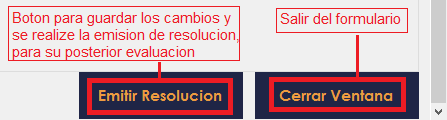 Boton para guardar los cambios y
se realize la emision de resolucion,
para su posterior evaluacion
Salir del formulario
Emitir Resolucion
Cerrar Ventana